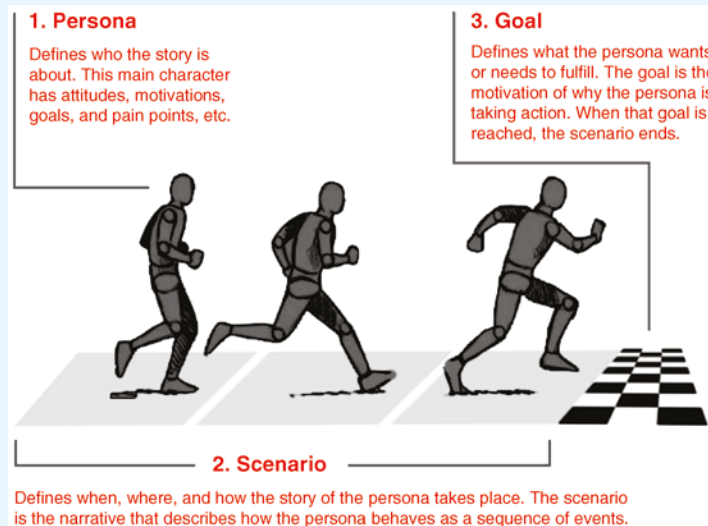 1. Persona
Defines who the story is
about. This main character
has attitudes, motivations,
goals, and pain points, etc.
3. Goal
Defines what the persona wants
or needs to fulfill. The goal is the
motivation of why the persona is
taking action. When that goal is
reached, the scenario ends.
2. Scenario
Defines when, where, and how the story of the persona takes place. The scenario
is the narrative that describes how the persona behaves as a sequence of events.